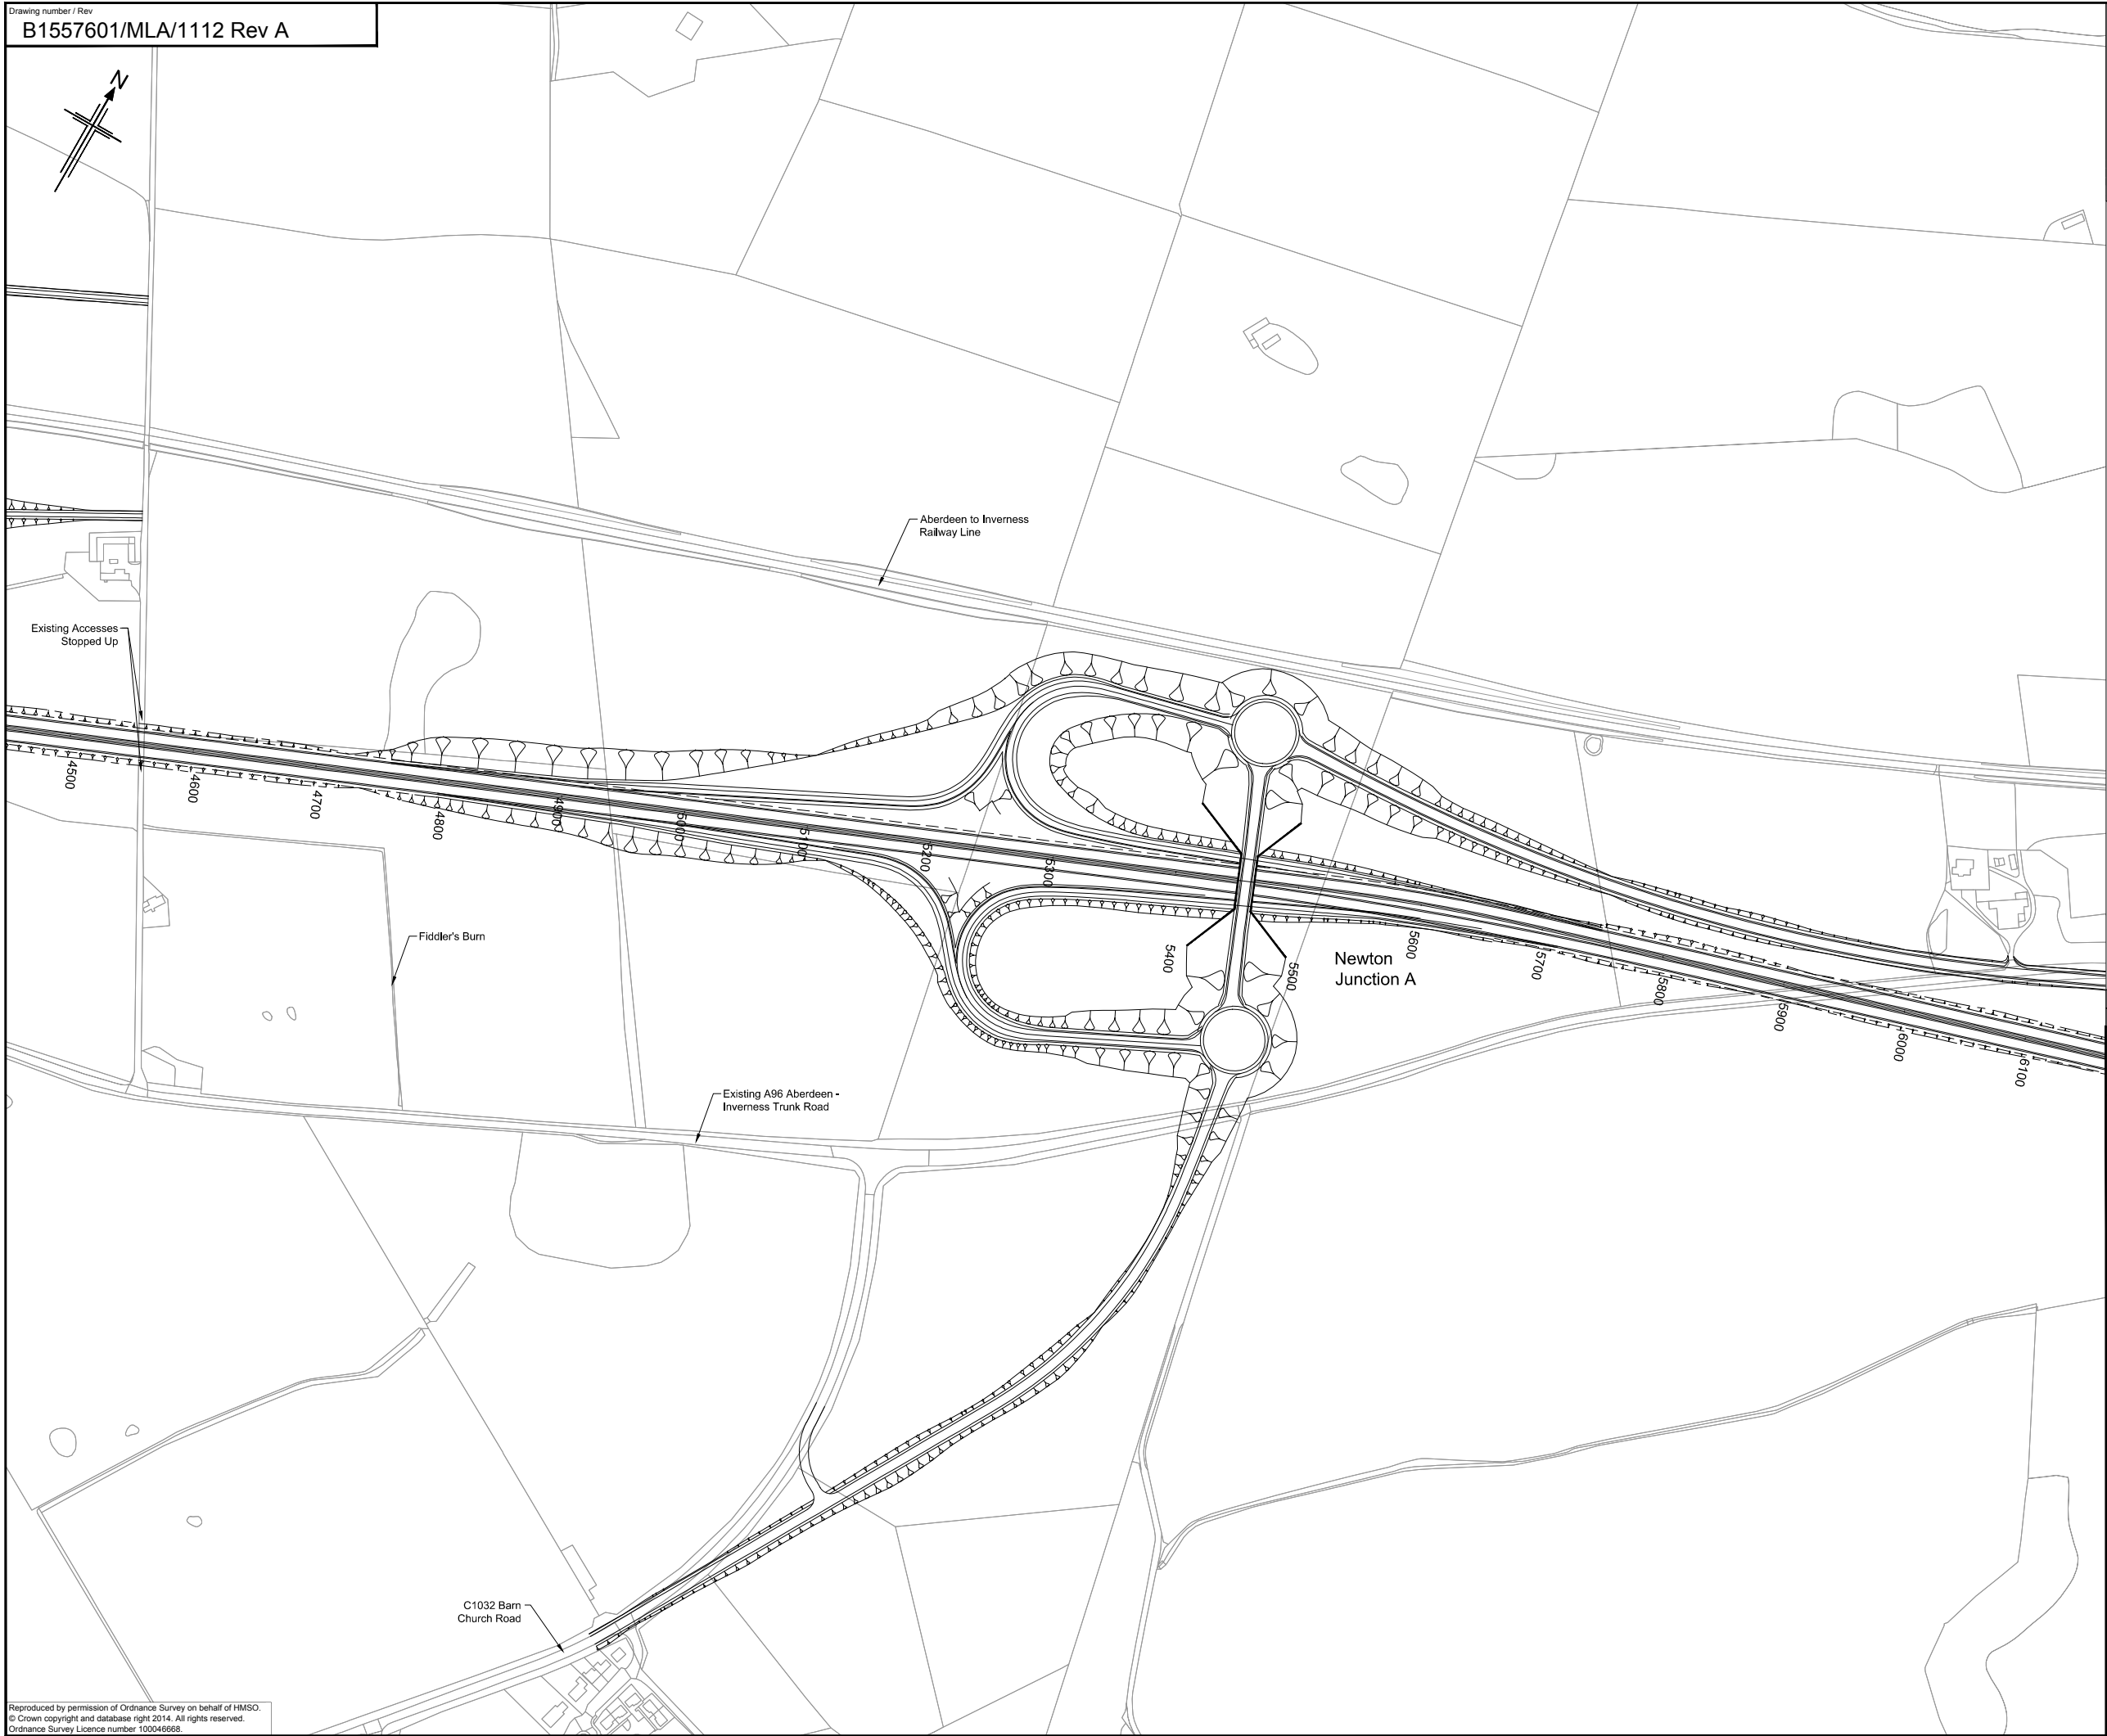 Drawing number / Rev
B1557601/MLA/1112 Rev A
N
Aberdeen to Inverness
Railway Line
Existing Accesses
Stopped Up
4500
4600
4700
4800
4900
5000
5100
5200
5300
5400
5500
5600
5700
5800
5900
6000
6100
Newton
Junction A
Fiddler's Burn
Existing A96 Aberdeen -
Inverness Trunk Road
C1032 Barn
Church Road
Reproduced by permission of Ordnance Survey on behalf of HMSO.
© Crown copyright and database right 2014. All rights reserved.
Ordnance Survey Licence number 100046668.